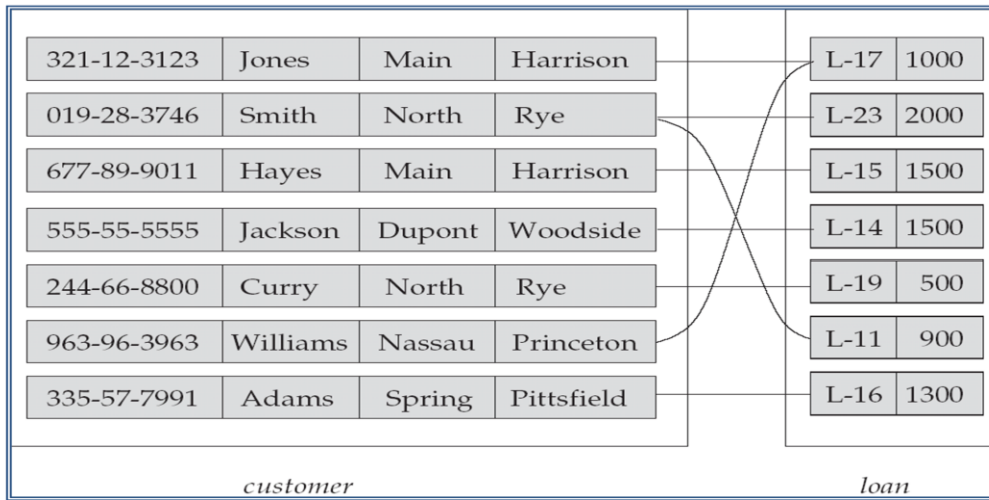 321-12-3123 Jones Main Harrison L-17 1000
019-28-3746 Smith North Rye L-23 2000
677-89-9011 Hayes Main Harrison L-15 1500
555-55-5555 Jackson Dupont Woodside L-14 1500
244-66-8800 Curry North Rye L-19 500
963-96-3963 Williams Nassau Princeton L-11 900
335-57-7991 Adams Spring Pittsfield L-16 1300
customer loan